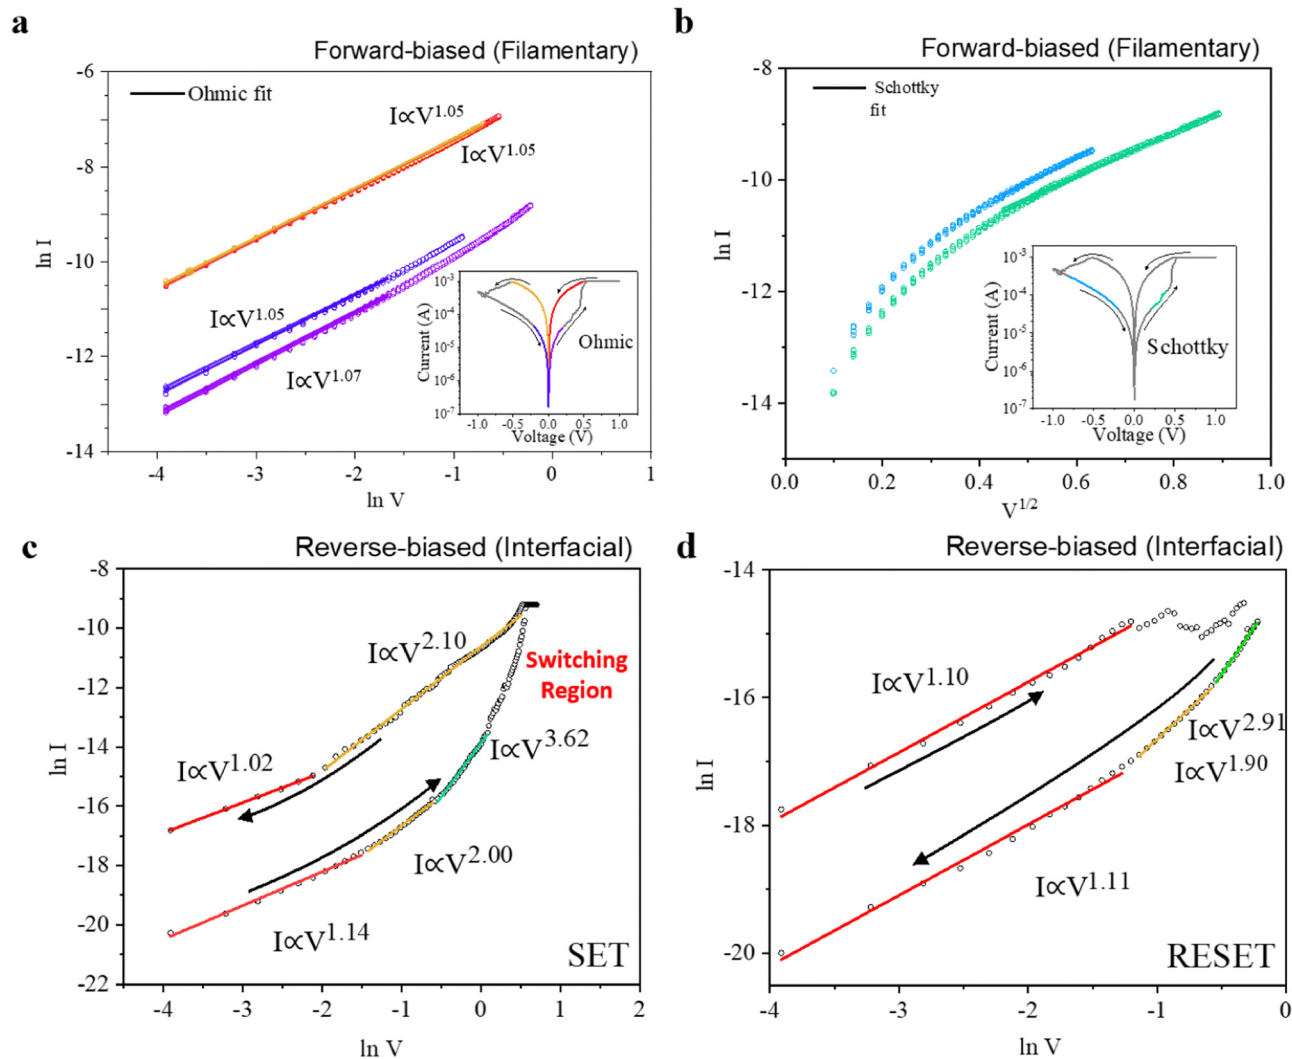 a
Forward-biased (Filamentary)
-6
-8
-10
-12
-14
ln I
Ohmic fit
I∝V1.05
I∝V1.05
I∝V1.05
I∝V1.07
10-3
10-4
10-5
10-6
10-7
Current (A)
Ohmic
-1.0 -0.5 0.0 0.5 1.0
Voltage (V)
-4 -3 -2 -1 0 1
ln V
b
Forward-biased (Filamentary)
-8
-10
-12
-14
ln I
Schottky
fit
10-3
10-4
10-5
10-6
10-7
Current (A)
Schottky
-1.0 -0.5 0.0 0.5 1.0
Voltage (V)
0.0 0.2 0.4 0.6 0.8 1.0
V1/2
c
Reverse-biased (Interfacial)
-8
-10
-12
-14
-16
-18
-20
-22
ln I
I∝V2.10
Switching
Region
I∝V3.62
I∝V1.02
I∝V2.00
I∝V1.14
SET
-4 -3 -2 -1 0 1 2
ln V
d
Reverse-biased (Interfacial)
-14
-16
-18
-20
ln I
I∝V1.10
I∝V2.91
I∝V1.90
I∝V1.11
RESET
-4 -3 -2 -1 0
ln V